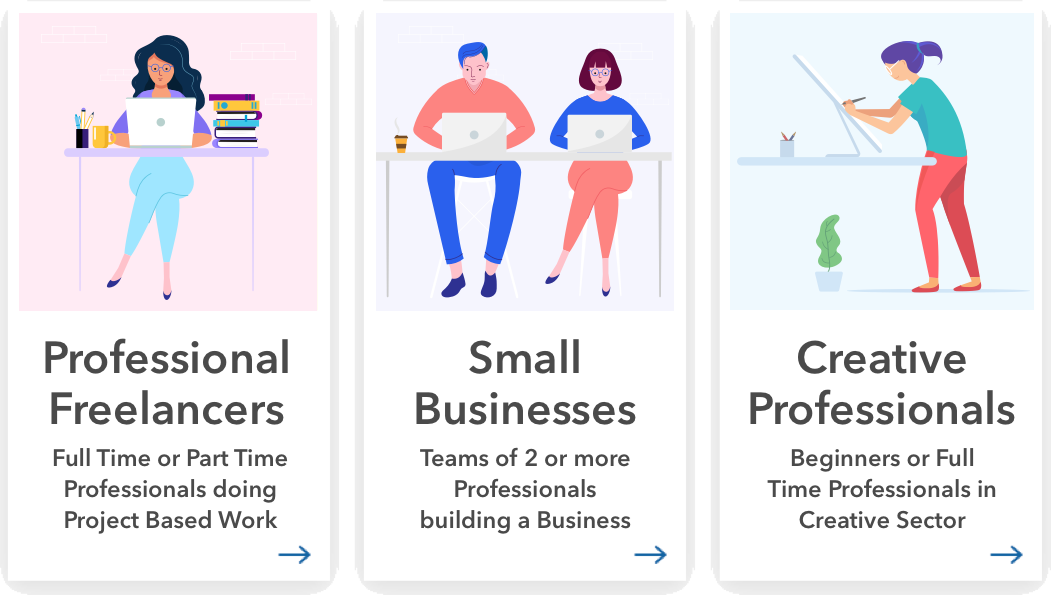 Professional
Freelancers
Full Time or Part Time
Professionals doing
Project Based Work
Small
Businesses
Teams of 2 or more
Professionals
building a Business
Creative
Professionals
Beginners or Full
Time Professionals in
Creative Sector